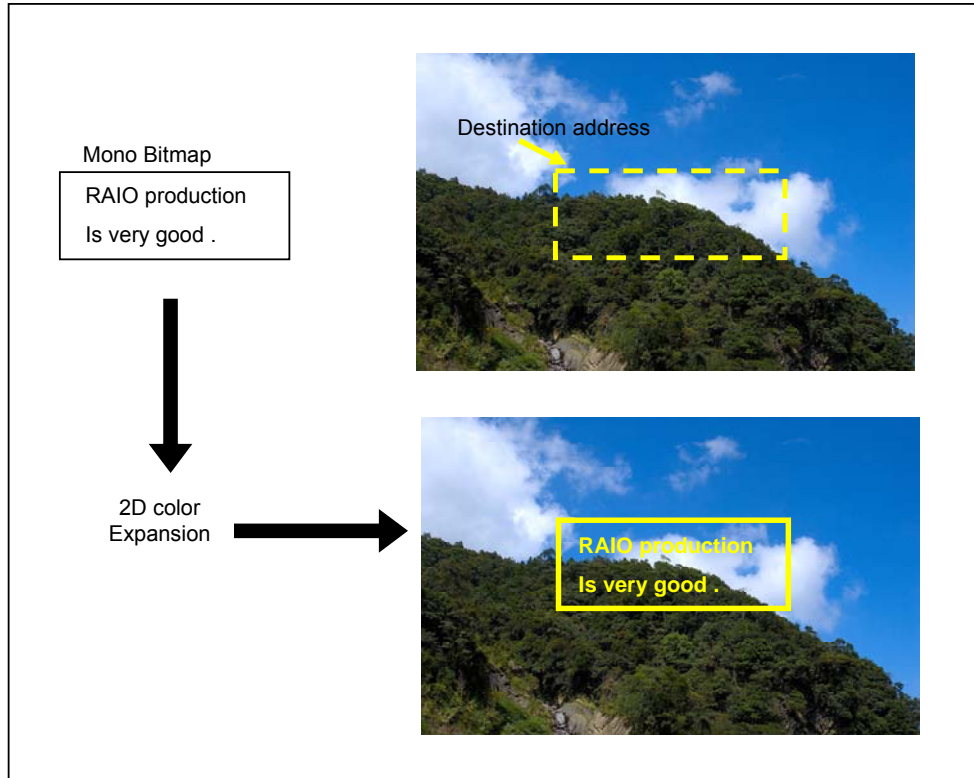 Destination address
Mono Bitmap
RAIO production
Is very good .
2D color
Expansion
RAIO production
Is very good .